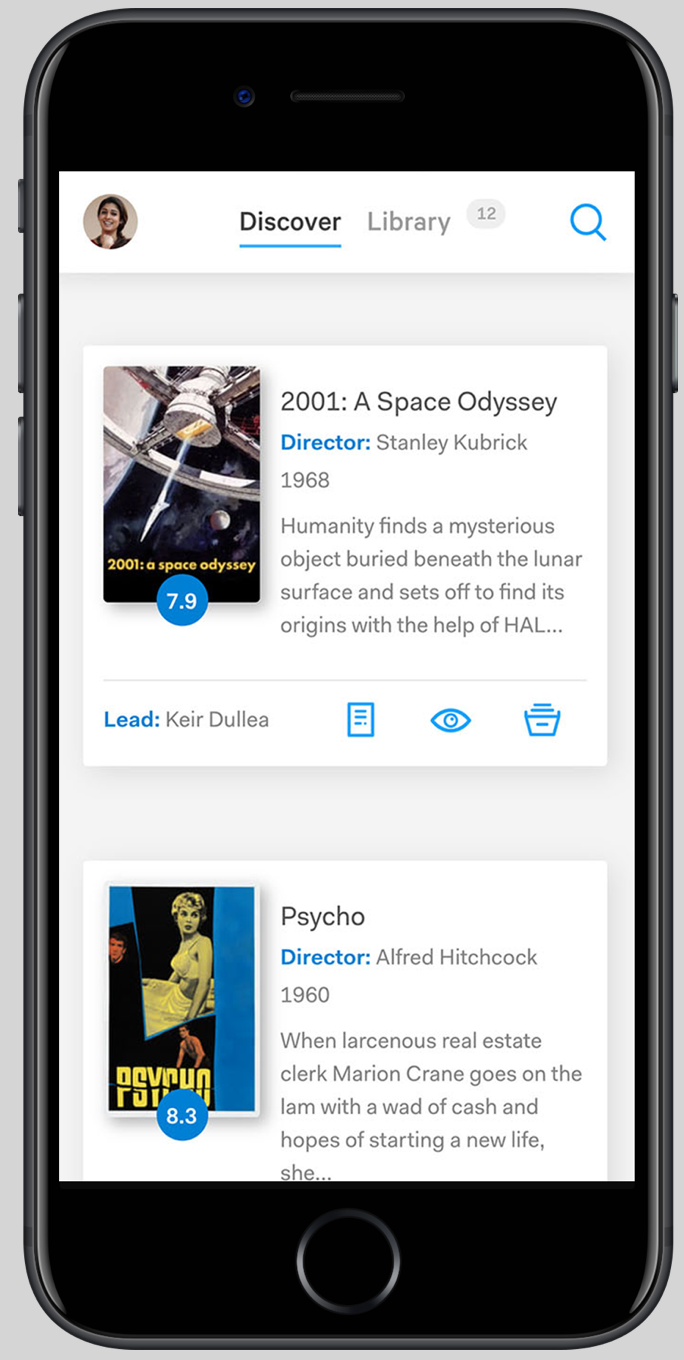 Discover Library 12
2001: A Space Odyssey
Director: Stanley Kubrick
1968
Humanity finds a mysterious
object buried beneath the lunar
surface and sets off to find its
origins with the help of HAL...
2001: a space odyssey
7.9
Lead: Keir Dullea
Psycho
Director: Alfred Hitchcock
1960
When larcenous real estate
clerk Marion Crane goes on the
lam with a wad of cash and
hopes of starting a new life,
she...
PSYCHO
8.3